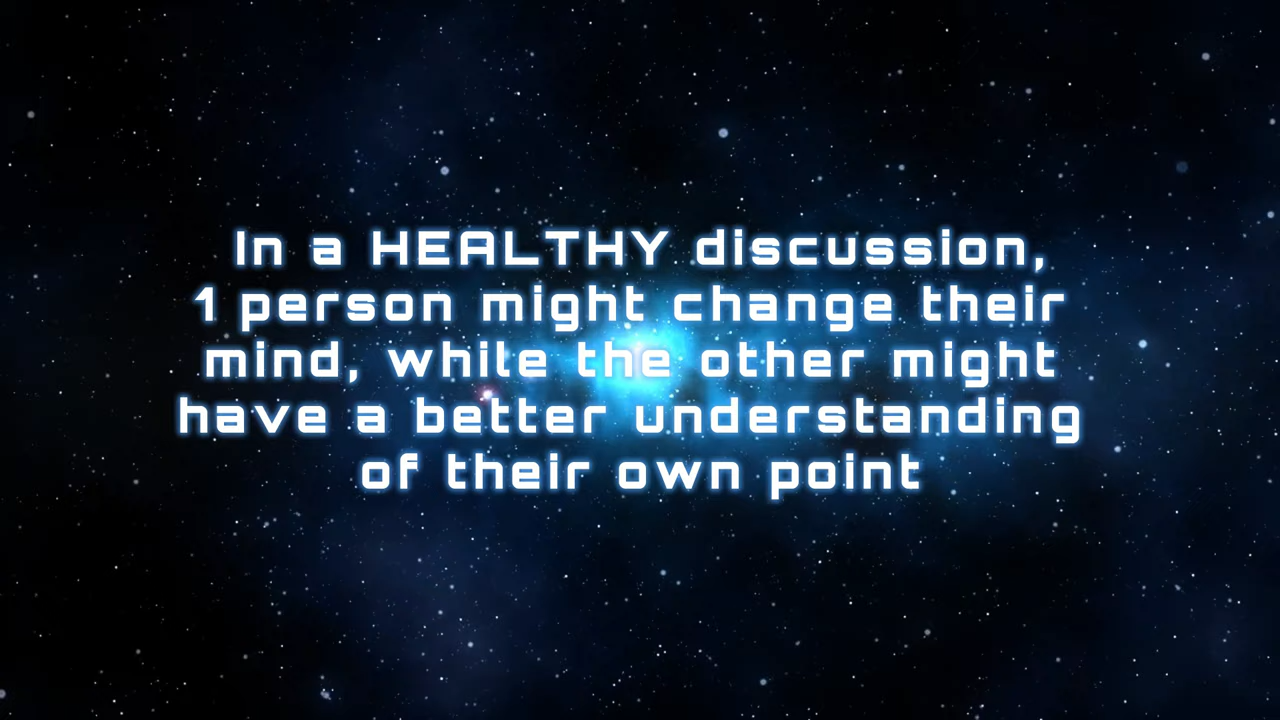 In a HEALTHY discussion,
1 person might change their
mind, while the other might
have a better understanding
of their own point